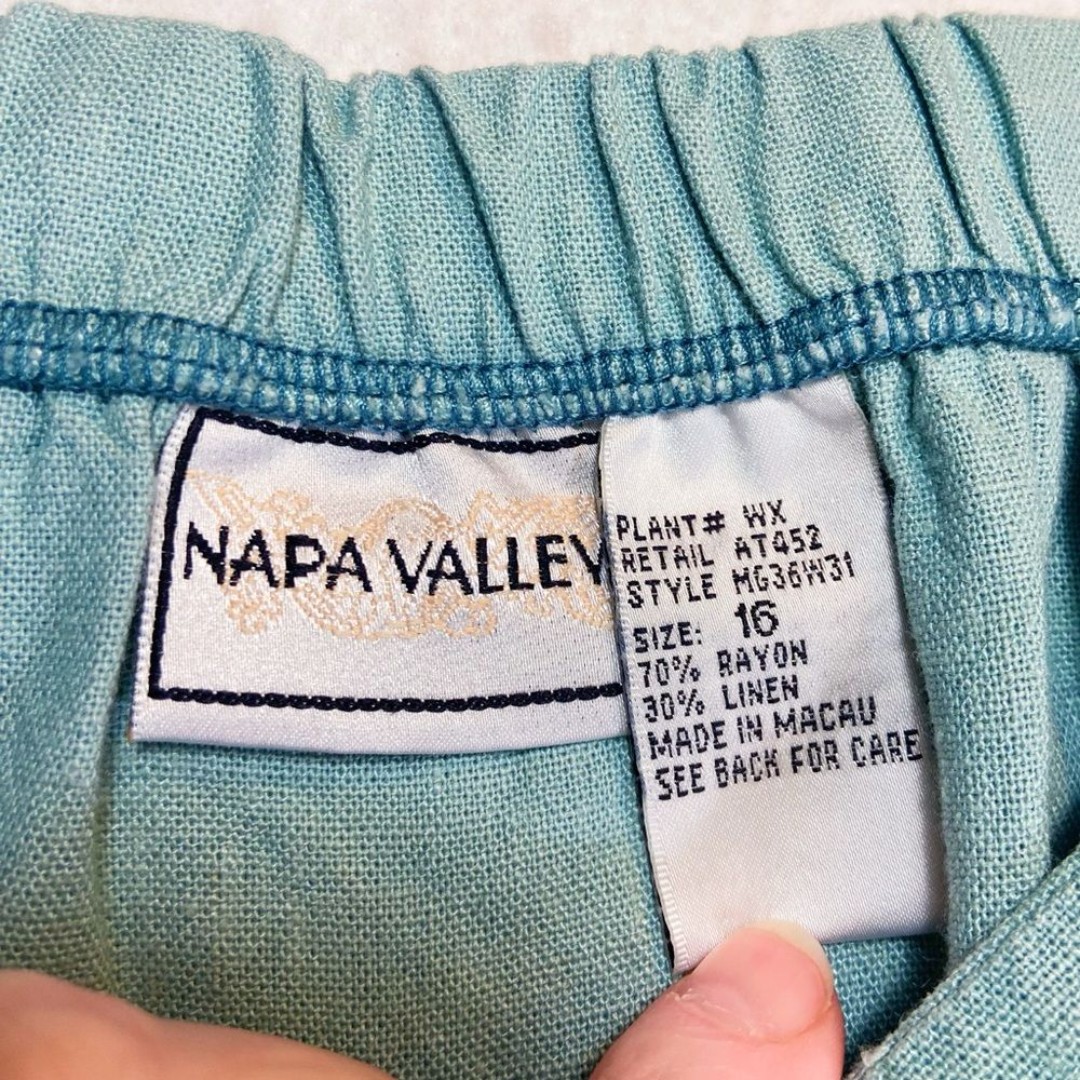 NAPA VALLEY
PLANT# WX
RETAIL AT452
STYLE MG36W31
SIZE: 16
70% RAYON
30% LINEN
MADE IN MACAU
SEE BACK FOR CARE